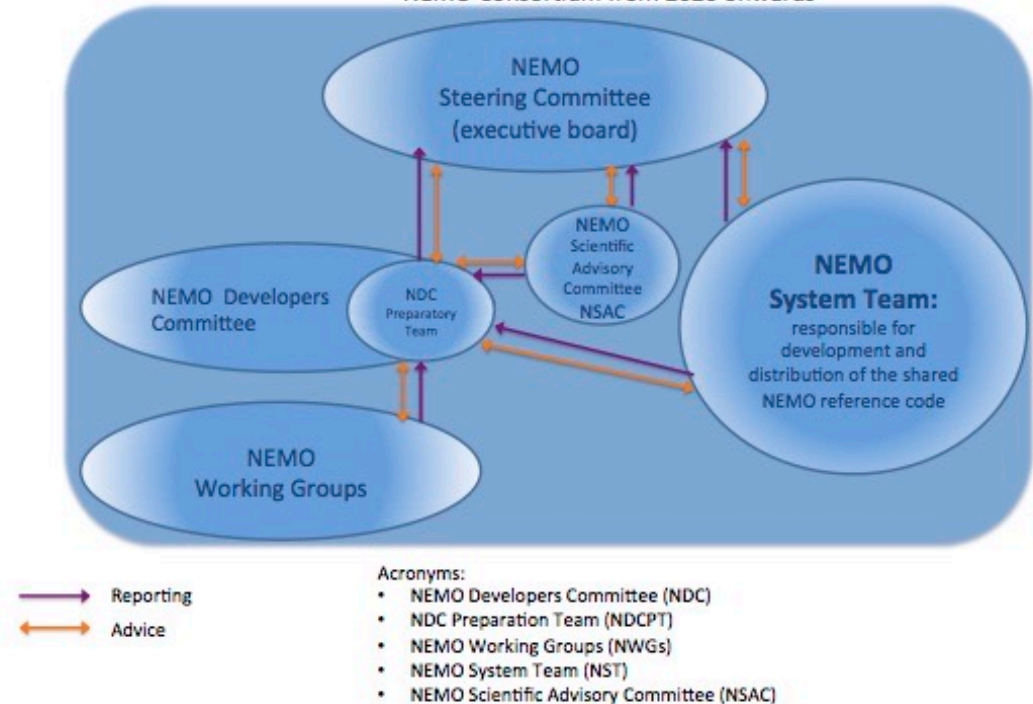 NEMO
Steering Committee
(executive board)
NEMO
Scientific
Advisory
Committee
NSAC
NEMO Developers
Committee
NDC
Preparatory
Team
NEMO
System Team:
responsible for
development and
distribution of the shared
NEMO reference code
NEMO
Working Groups
Reporting
Advice
Acronyms:
• NEMO Developers Committee (NDC)
• NDC Preparation Team (NDCPT)
• NEMO Working Groups (NWGs)
• NEMO System Team (NST)
• NEMO Scientific Advisory Committee (NSAC)